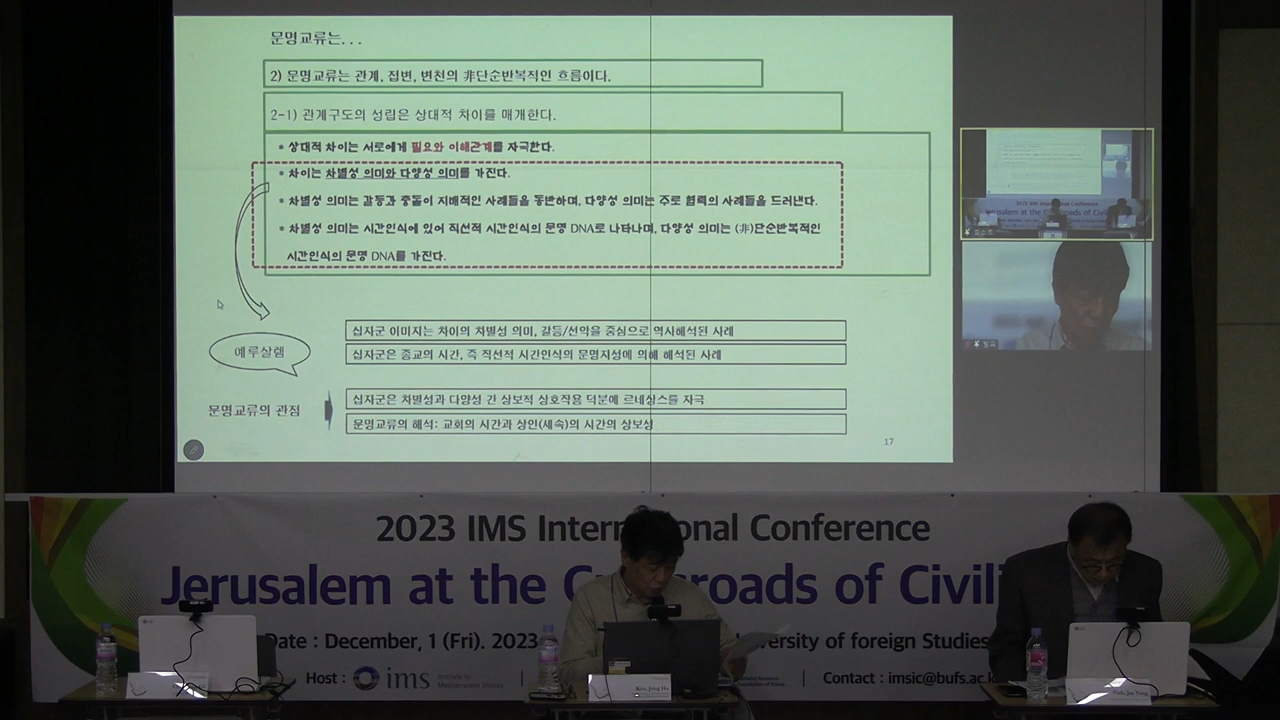 문명교류는...
2) 문명교류는 관계, 접변, 변천의 非단순반복적인 흐름이다.
2-1) 관계구도의 성립은 상대적 차이를 매개한다.
* 상대적 차이는 서로에게 필요와 이해관계를 자극한다.
* 차이는 차별성 의미와 다양성 의미를 가진다.
* 차별성 의미는 갈등과 충돌이 지배적인 사례들을 동반하며, 다양성 의미는 주로 협력의 사례들을 드러낸다.
* 차별성 의미는 시간인식에 있어 직선적 시간인식의 문명 DNA로 나타나며, 다양성 의미는 (非)단순반복적인
시간인식의 문명 DNA를 가진다.
십자군 이미지는 차이의 차별성 의미, 갈등/선악을 중심으로 역사해석된 사례
예루살렘
십자군은 종교의 시간, 즉 직선적 시간인식의 문명지성에 의해 해석된 사례
십자군은 차별성과 다양성 간 상보적 상호작용 덕분에 르네상스를 자극
문명교류의 관점
문명교류의 해석: 교회의 시간과 상인(세속)의 시간의 상보성
17
2023 IMS International Conference
Jerusalem at the Crossroads of Civili
Date : December, 1 (Fri). 2023
versity of foreign Studies
Host : ims Institute for Mediterranean Studies
Contact : imsic@bufs.ac.k